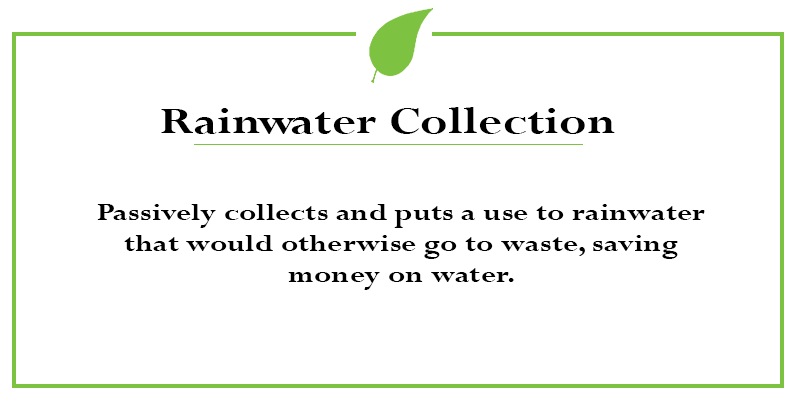 Rainwater Collection
Passively collects and puts a use to rainwater
that would otherwise go to waste, saving
money on water.